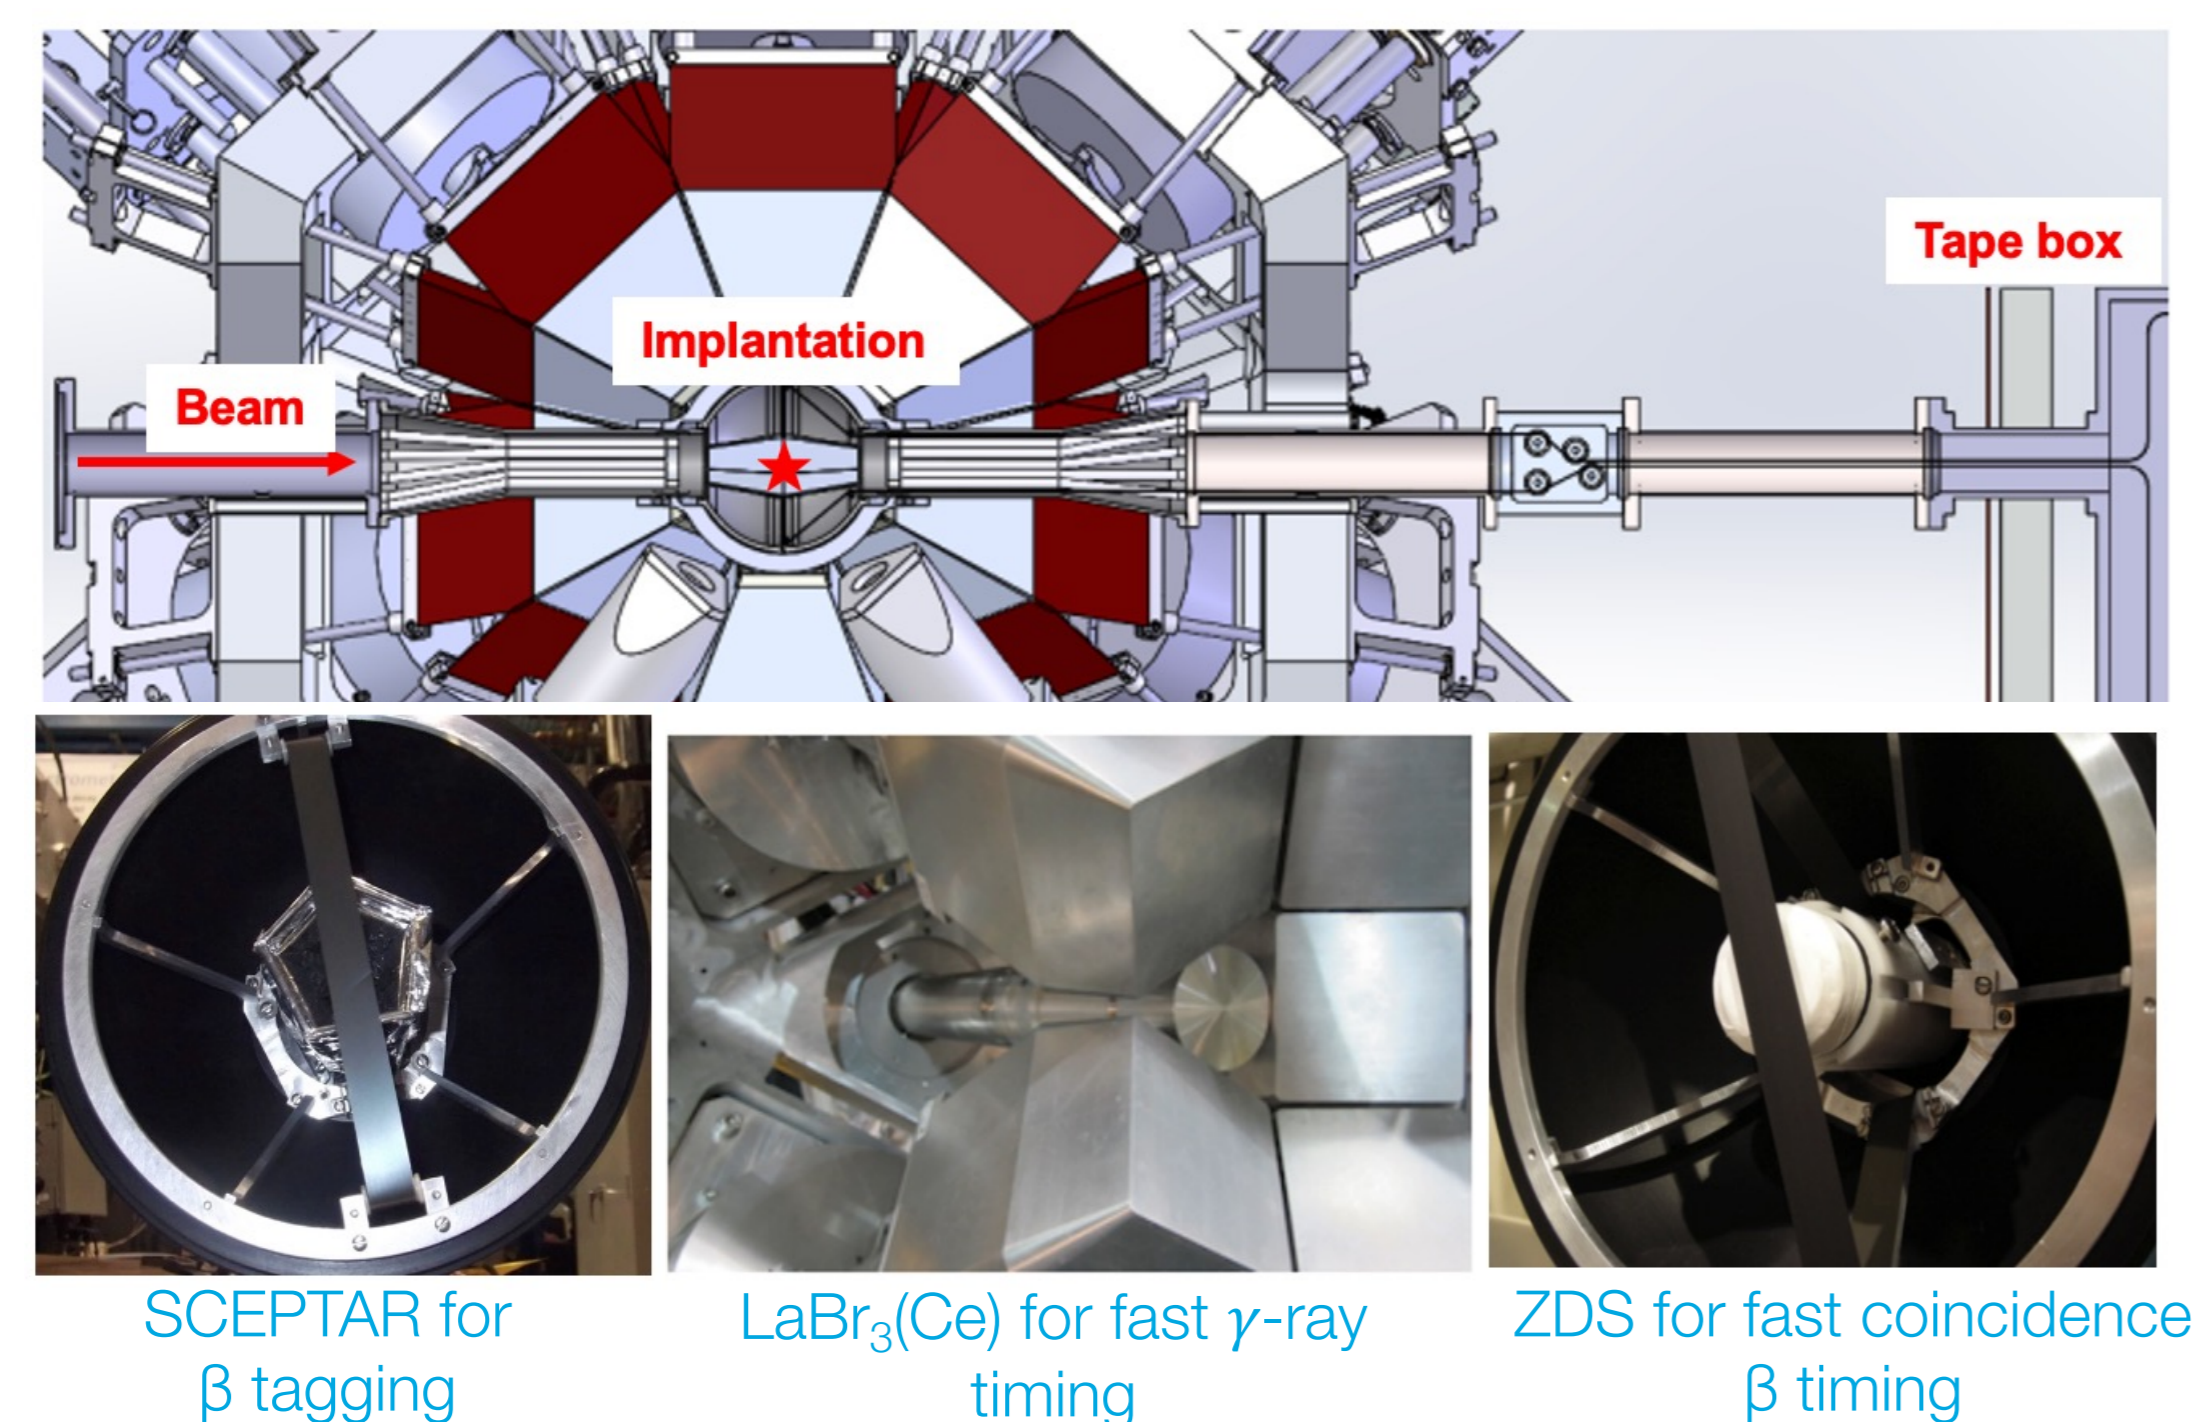 Tape box
Implantation
Beam
SCEPTAR for
β tagging
LaBr₃(Ce) for fast γ-ray
timing
ZDS for fast coincidence
β timing